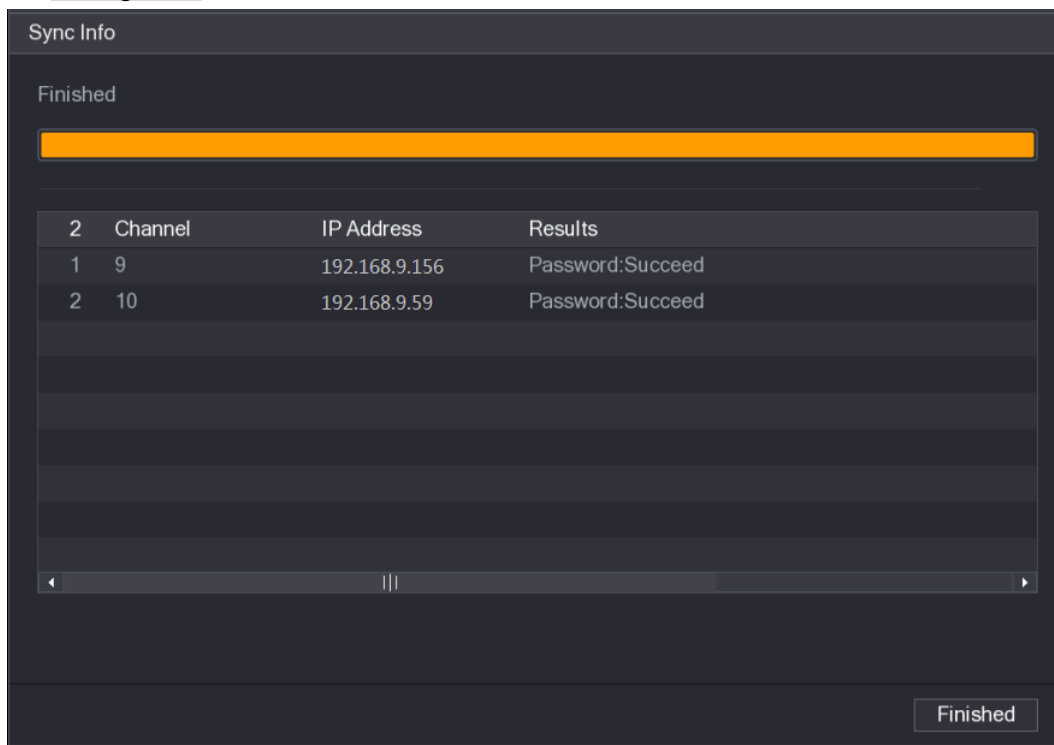 Sync Info
Finished
2 Channel IP Address Results
1 9 192.168.9.156 Password:Succeed
2 10 192.168.9.59 Password:Succeed
Finished